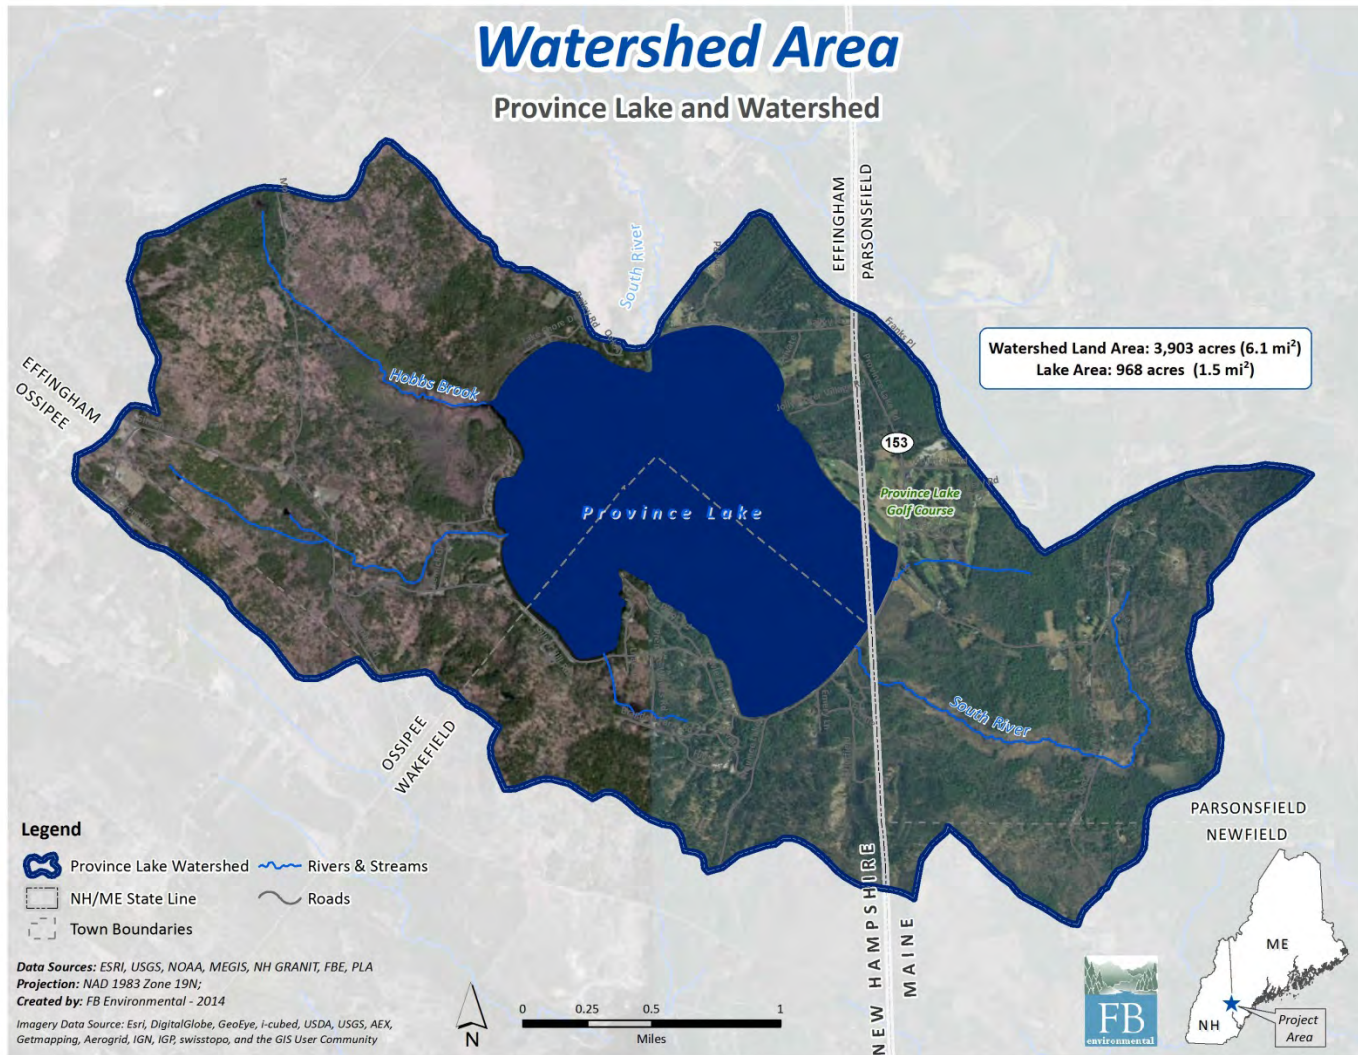 Watershed Area
Province Lake and Watershed
EFFINGHAM
PARSONSFIELD
South River
Franks Pl
Watershed Land Area: 3,903 acres (6.1 mi²)
Lake Area: 968 acres (1.5 mi²)
EFFINGHAM
OSSIPEE
Hobbs Brook
153
Province Lake
Golf Course
Province Lake
South River
OSSIPEE
WAKEFIELD
PARSONSFIELD
NEWFIELD
NEW HAMPSHIRE
MAINE
Legend
Province Lake Watershed
Rivers & Streams
NH/ME State Line
Roads
Town Boundaries
Data Sources: ESRI, USGS, NOAA, MEGIS, NH GRANIT, FBE, PLA
Projection: NAD 1983 Zone 19N;
Created by: FB Environmental - 2014
Imagery Data Source: Esri, DigitalGlobe, GeoEye, i-cubed, USDA, USGS, AEX,
Getmapping, Aerogrid, IGN, IGP, swisstopo, and the GIS User Community
N
0 0.25 0.5 1
Miles
FB
environmental
ME
NH
Project
Area